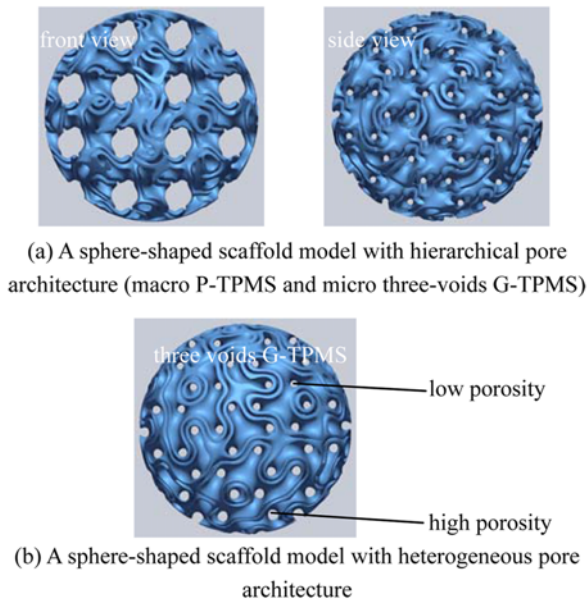 front view
side view
(a) A sphere-shaped scaffold model with hierarchical pore
architecture (macro P-TPMS and micro three-voids G-TPMS)
three voids G-TPMS
low porosity
high porosity
(b) A sphere-shaped scaffold model with heterogeneous pore
architecture